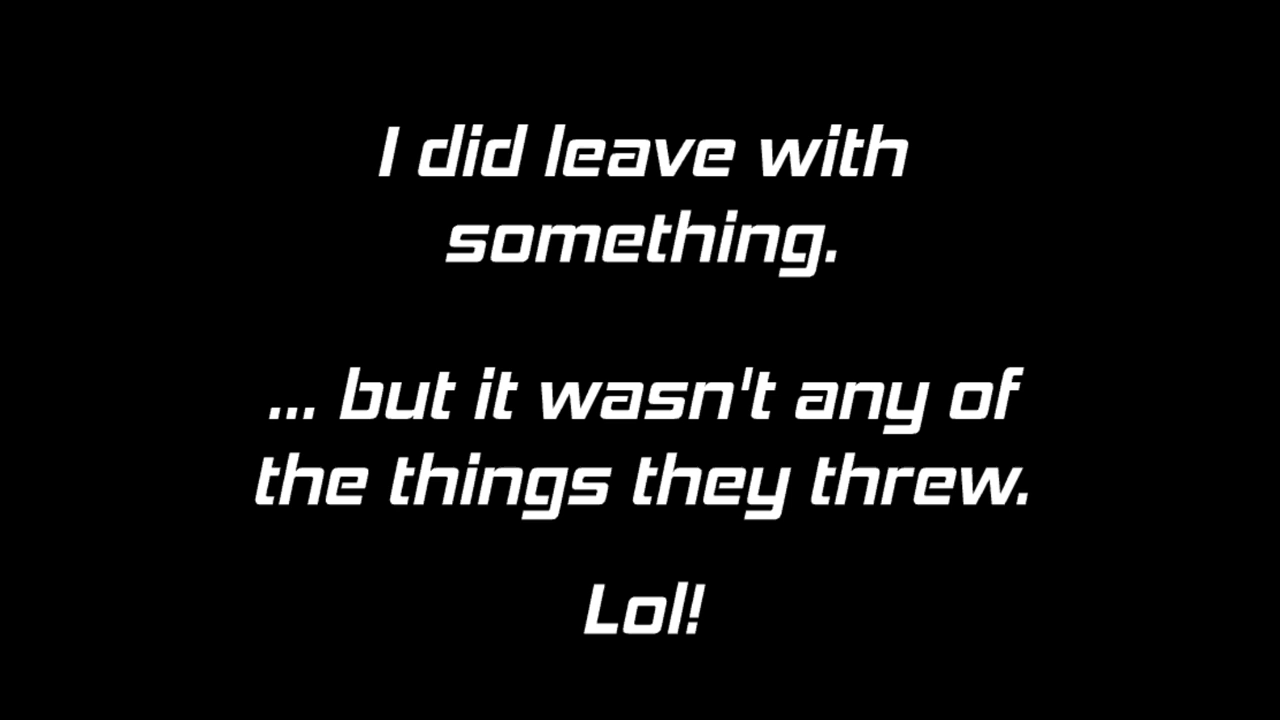 I did leave with
something.
... but it wasn't any of
the things they threw.
Lol!